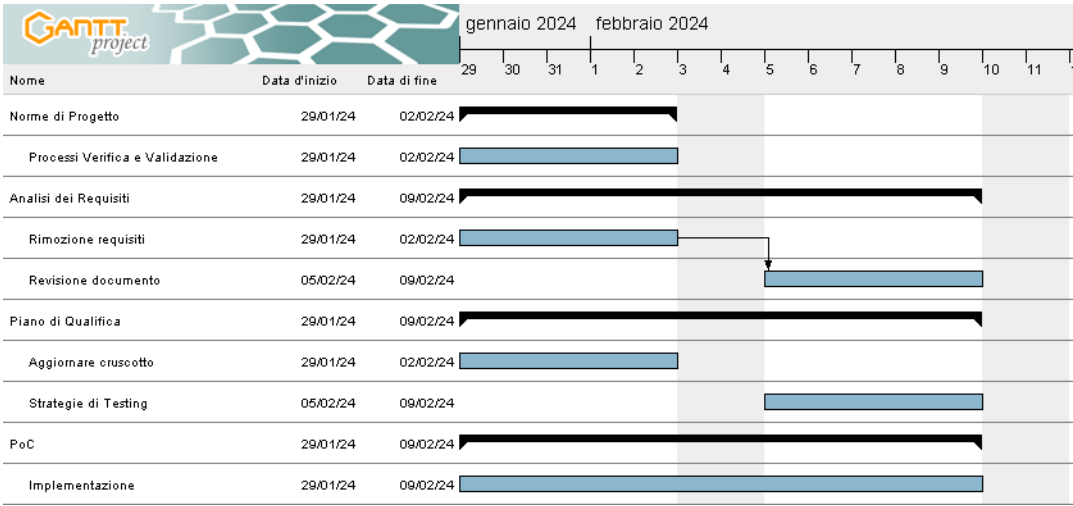 GANTT
project
gennaio 2024 febbraio 2024
29 30 31 1 2 3 4 5 6 7 8 9 10 11
Nome Data d'inizio Data di fine
Norme di Progetto 29/01/24 02/02/24
Processi Verifica e Validazione 29/01/24 02/02/24
Analisi dei Requisiti 29/01/24 09/02/24
Rimozione requisiti 29/01/24 02/02/24
Revisione documento 05/02/24 09/02/24
Piano di Qualifica 29/01/24 09/02/24
Aggiornare cruscotto 29/01/24 02/02/24
Strategie di Testing 05/02/24 09/02/24
PoC 29/01/24 09/02/24
Implementazione 29/01/24 09/02/24